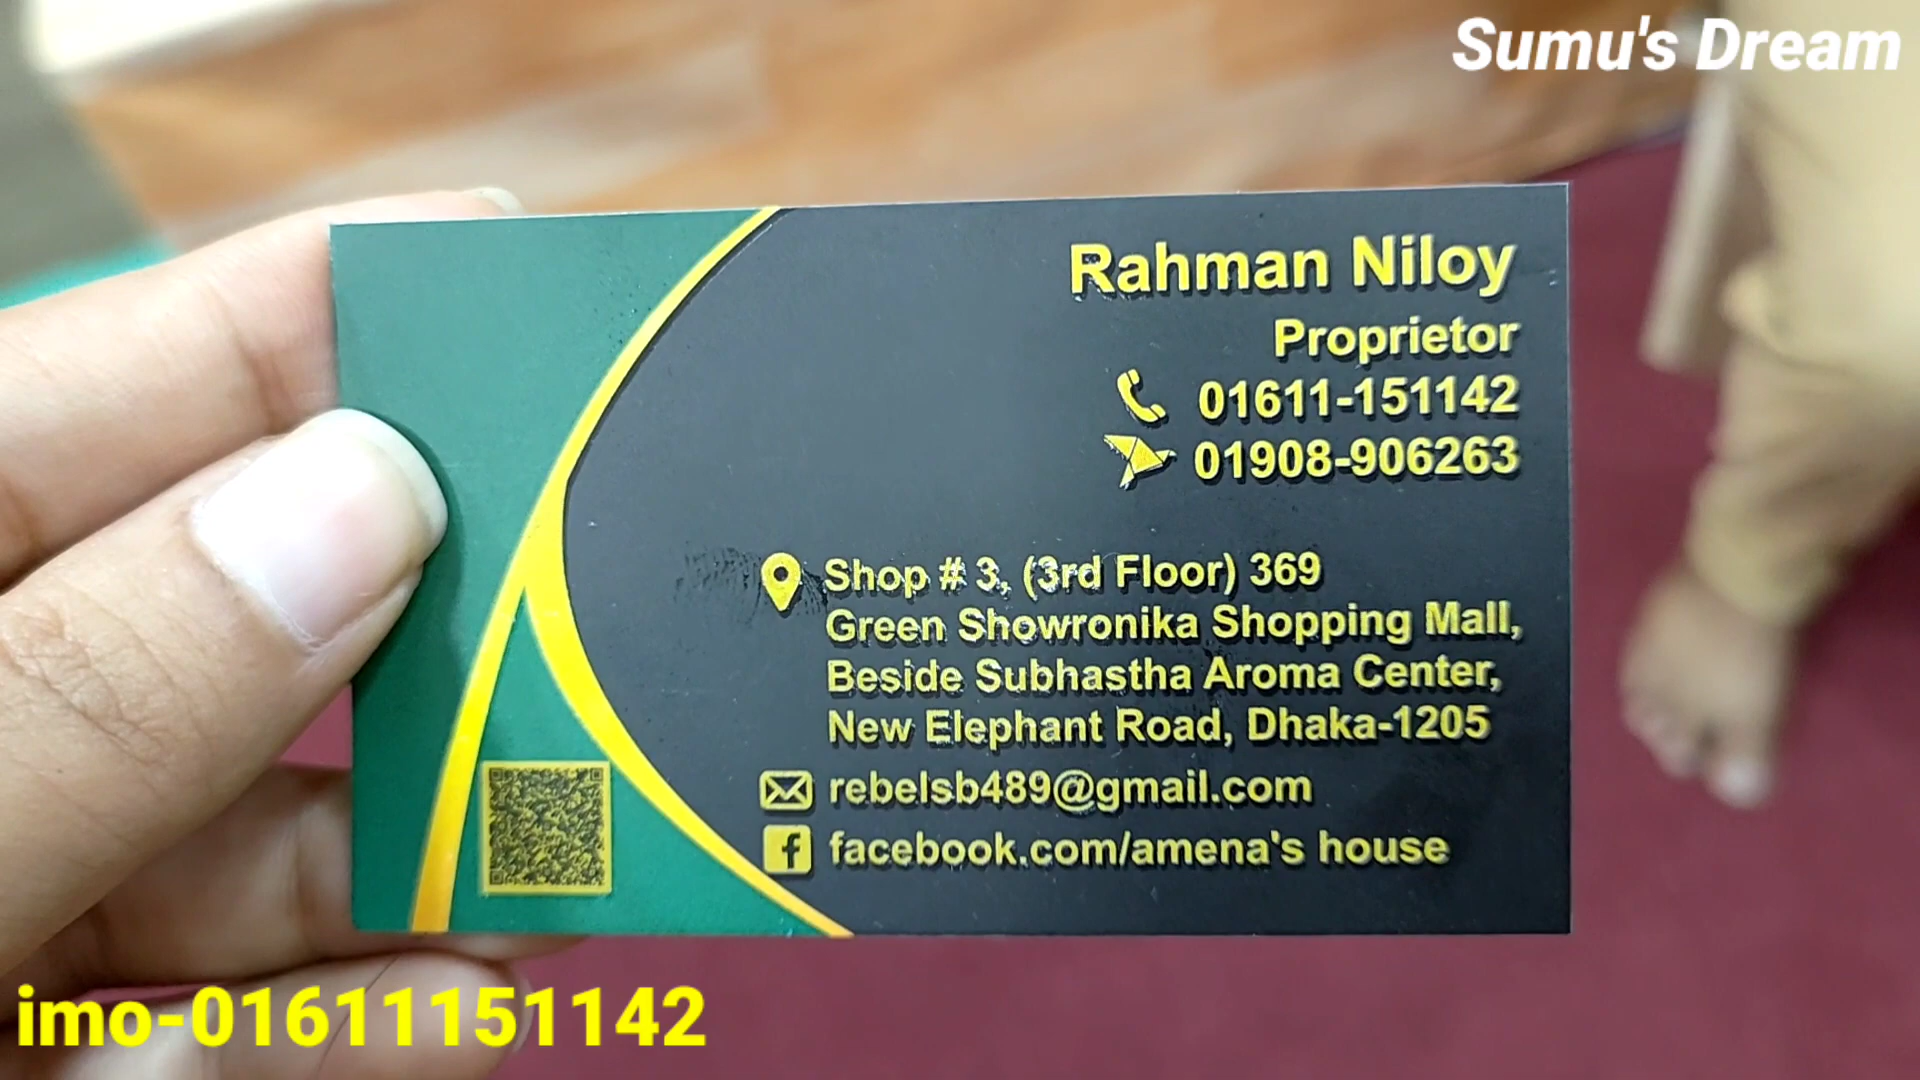 Sumu's Dream
Rahman Niloy
Proprietor
01611-151142
01908-906263
Shop # 3, (3rd Floor) 369
Green Showronika Shopping Mall,
Beside Subhastha Aroma Center,
New Elephant Road, Dhaka-1205
rebelsb489@gmail.com
facebook.com/amena's house
imo-01611151142